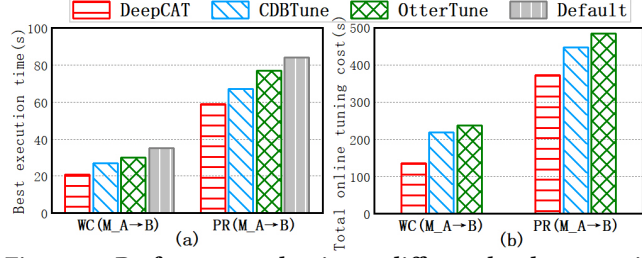 DeepCAT CDBTune OtterTune Default
Best execution time(s)
100
80
60
40
20
0
WC(M_A→B) PR(M_A→B)
(a)
Total online tuning cost(s)
500
400
300
200
100
0
WC(M_A→B) PR(M_A→B)
(b)